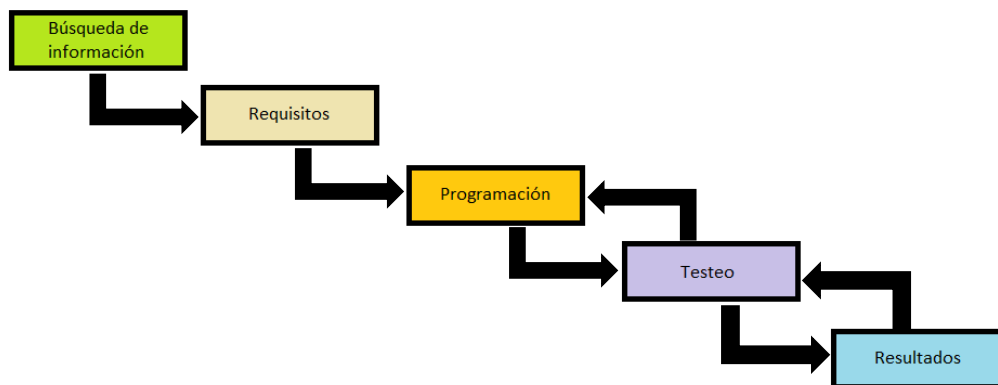 Búsqueda de
información
Requisitos
Programación
Testeo
Resultados